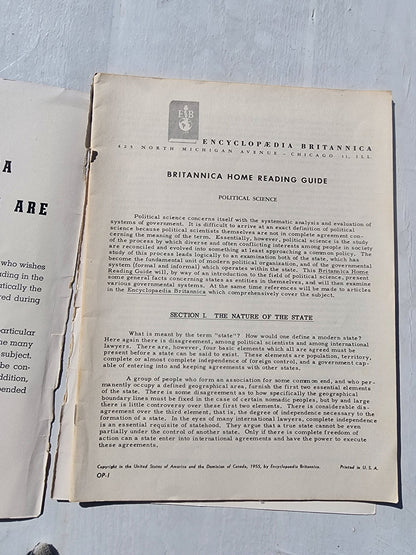 A
ARE
who wishes
ding in the
atically the
red during
articular
e many
subject.
be con-
ddition,
pended
EB
ENCYCLOPÆDIA BRITANNICA
425 NORTH MICHIGAN AVENUE - CHICAGO 11, ILL.
BRITANNICA HOME READING GUIDE
POLITICAL SCIENCE
Political science concerns itself with the systematic analysis and evaluation of
systems of government. It is difficult to arrive at an exact definition of political
science because political scientists themselves are not in complete agreement con-
cerning the meaning of the term. Essentially, however, political science is the study
of the process by which diverse and often conflicting interests among people in society
are reconciled and evolved into something at least approaching a common policy. The
study of this process leads logically to an examination both of the state, which has
become the fundamental unit of modern political organization, and of the governmental
system (formal and informal) which operates within the state. This Britannica Home
Reading Guide will, by way of an introduction to the field of political science, present
some general facts concerning states as entities in themselves, and will then examine
various governmental systems. At the same time references will be made to articles
in the Encyclopaedia Britannica which comprehensively cover the subject.
SECTION I. THE NATURE OF THE STATE
What is meant by the term "state"? How would one define a modern state?
Here again there is disagreement, among political scientists and among international
lawyers. There are, however, four basic elements which all are agreed must be
present before a state can be said to exist. These elements are population, territory,
complete or almost complete independence of foreign control, and a government cap-
able of entering into and keeping agreements with other states.
A group of people who form an association for some common end, and who per-
manently occupy a defined geographical area, furnish the first two essential elements
of the state. There is some disagreement as to how specifically the geographical
boundary lines must be fixed in the case of certain nomadic peoples, but by and large
there is little controversy over these first two elements. There is considerable dis-
agreement over the third element, that is, the degree of independence necessary to the
formation of a state. In the eyes of many international lawyers, complete independence
is an essential requisite of statehood. They argue that a true state cannot be even
partially under the control of another state. Only if there is complete freedom of
action can a state enter into international agreements and have the power to execute
these agreements.
Copyright in the United States of America and the Dominion of Canada, 1955, by Encyclopaedia Britannica. Printed in U. S. A.
OP-1